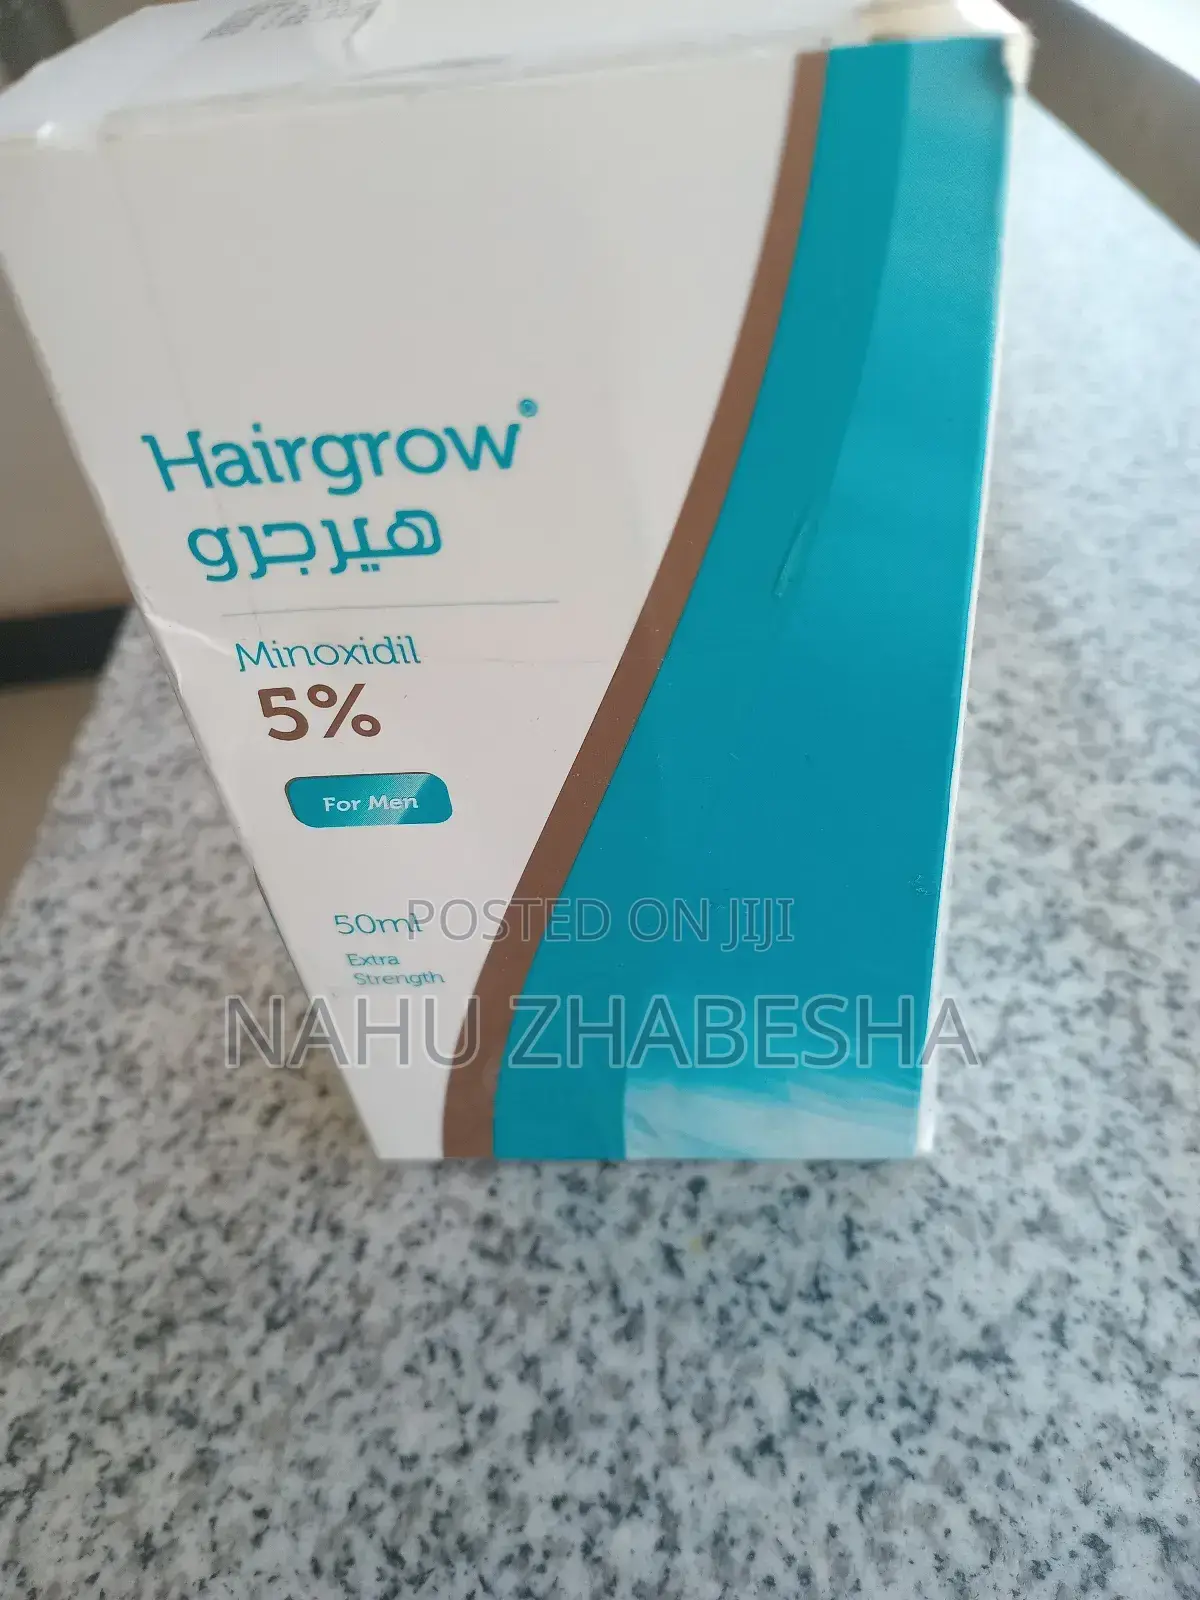 Hairgrow®
هيرجرو
Minoxidil
5%
For Men
50ml
Extra
Strength
POSTED ON JIJI
NAHU ZHABESHA